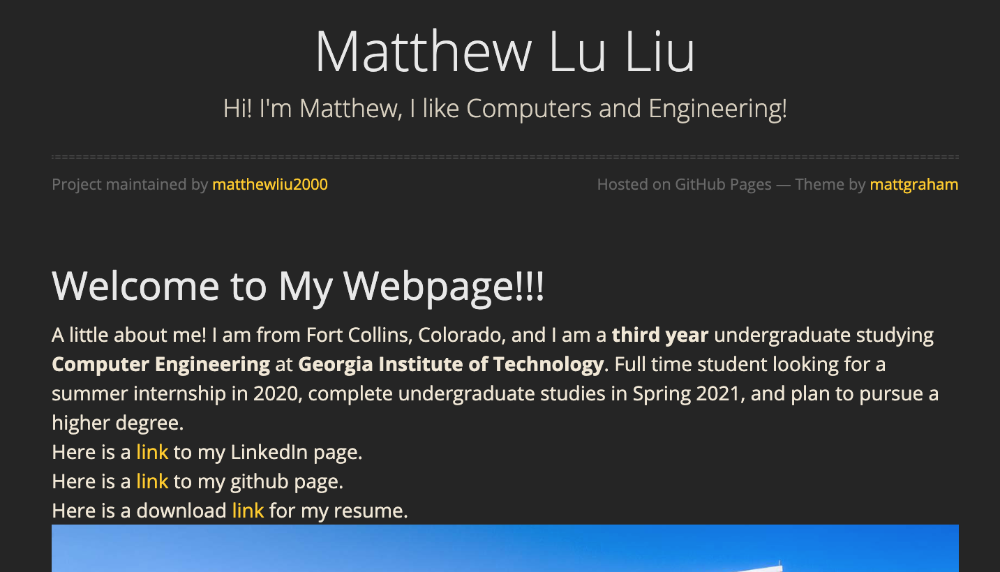 Matthew Lu Liu
Hi! I'm Matthew, I like Computers and Engineering!
Project maintained by matthewliu2000
Hosted on GitHub Pages — Theme by mattgraham
Welcome to My Webpage!!!
A little about me! I am from Fort Collins, Colorado, and I am a third year undergraduate studying
Computer Engineering at Georgia Institute of Technology. Full time student looking for a
summer internship in 2020, complete undergraduate studies in Spring 2021, and plan to pursue a
higher degree.
Here is a link to my LinkedIn page.
Here is a link to my github page.
Here is a download link for my resume.